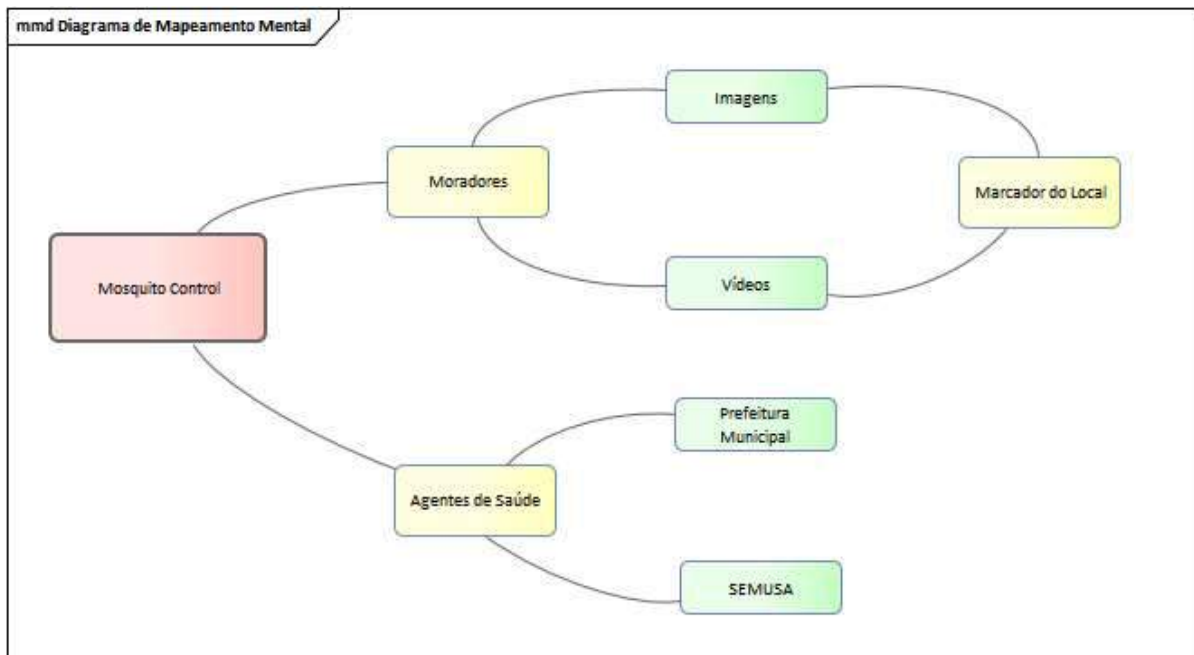 mmd Diagrama de Mapeamento Mental
Imagens
Moradores
Marcador do Local
Mosquito Control
Vídeos
Prefeitura
Municipal
Agentes de Saúde
SEMUSA